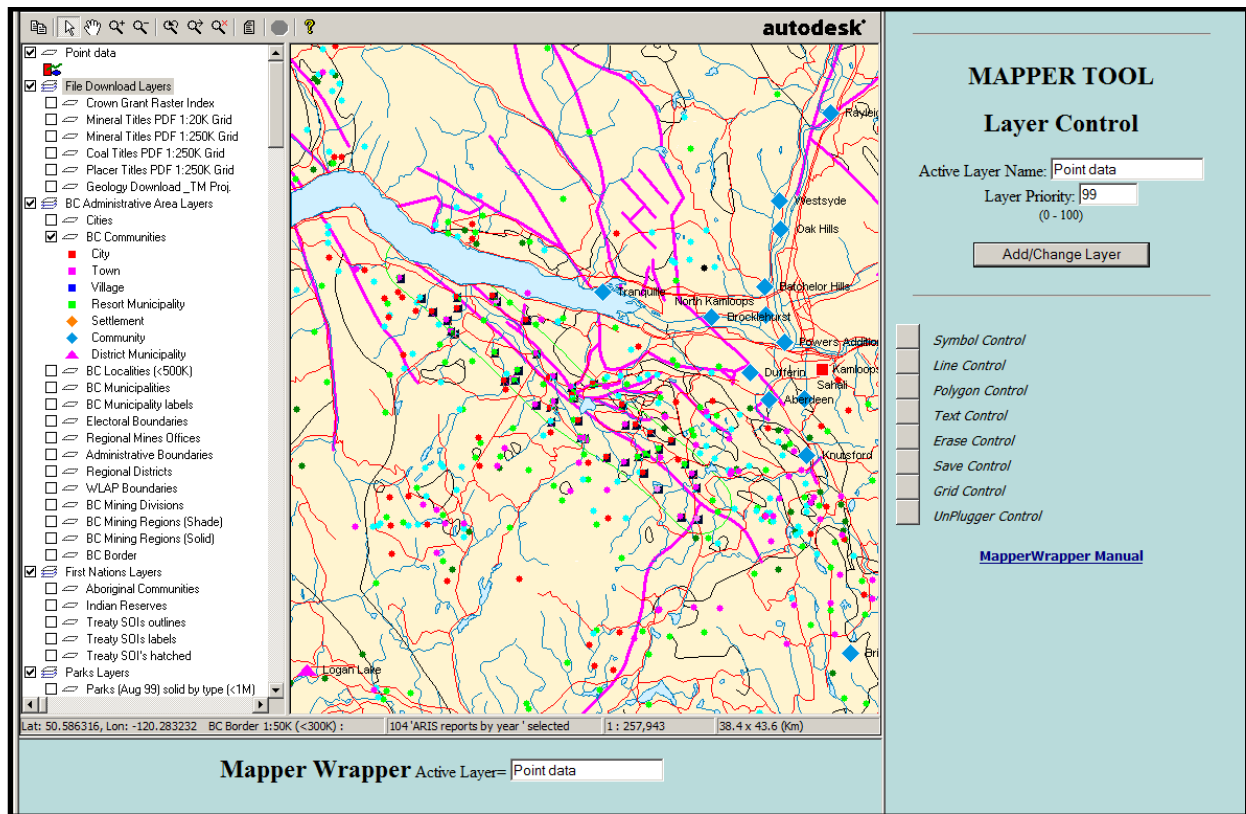 autodesk
Point data
File Download Layers
Crown Grant Raster Index
Mineral Titles PDF 1:20K Grid
Mineral Titles PDF 1:250K Grid
Coal Titles PDF 1:250K Grid
Placer Titles PDF 1:250K Grid
Geology Download _TM Proj.
BC Administrative Area Layers
Cities
BC Communities
City
Town
Village
Resort Municipality
Settlement
Community
District Municipality
BC Localities (<500K)
BC Municipalities
BC Municipality labels
Electoral Boundaries
Regional Mines Offices
Administrative Boundaries
Regional Districts
WLAP Boundaries
BC Mining Divisions
BC Mining Regions (Shade)
BC Mining Regions (Solid)
BC Border
First Nations Layers
Aboriginal Communities
Indian Reserves
Treaty SOIs outlines
Treaty SOIs labels
Treaty SOI's hatched
Parks Layers
Parks (Aug 99) solid by type (<1M)
Raylei
Westsyde
Oak Hills
Batchelor Hills
Tranquille
North Kamloops
Brocklehurst
Powers Addition
Dufferin
Kamloops
Sahali
Aberdeen
Knutsford
Bri
Logan Lake
Lat: 50.586316, Lon: -120.283232 BC Border 1:50K (<300K) :
104 'ARIS reports by year ' selected
1 : 257,943
38.4 x 43.6 (Km)
Mapper Wrapper Active Layer= Point data
MAPPER TOOL
Layer Control
Active Layer Name: Point data
Layer Priority: 99
(0 - 100)
Add/Change Layer
Symbol Control
Line Control
Polygon Control
Text Control
Erase Control
Save Control
Grid Control
UnPlugger Control
MapperWrapper Manual